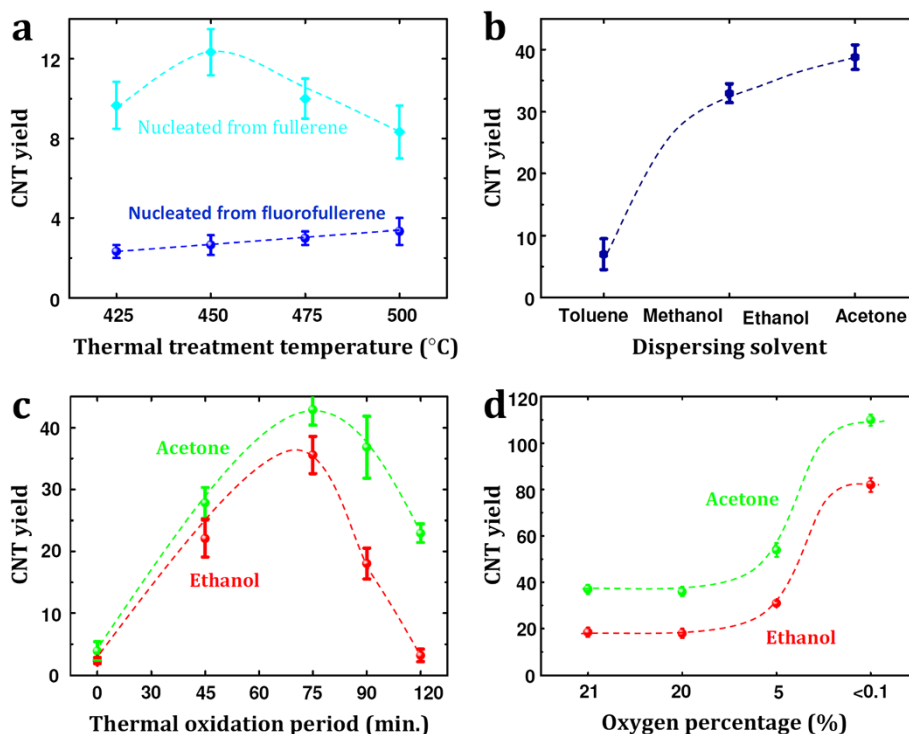 a
12
8
4
0
CNT yield
Nucleated from fullerene
Nucleated from fluorofullerene
425 450 475 500
Thermal treatment temperature (°C)
b
40
30
20
10
0
CNT yield
Toluene Methanol Ethanol Acetone
Dispersing solvent
c
40
30
20
10
0
CNT yield
Acetone
Ethanol
0 30 45 60 75 90 120
Thermal oxidation period (min.)
d
120
100
80
60
40
20
0
CNT yield
Acetone
Ethanol
21 20 5 <0.1
Oxygen percentage (%)